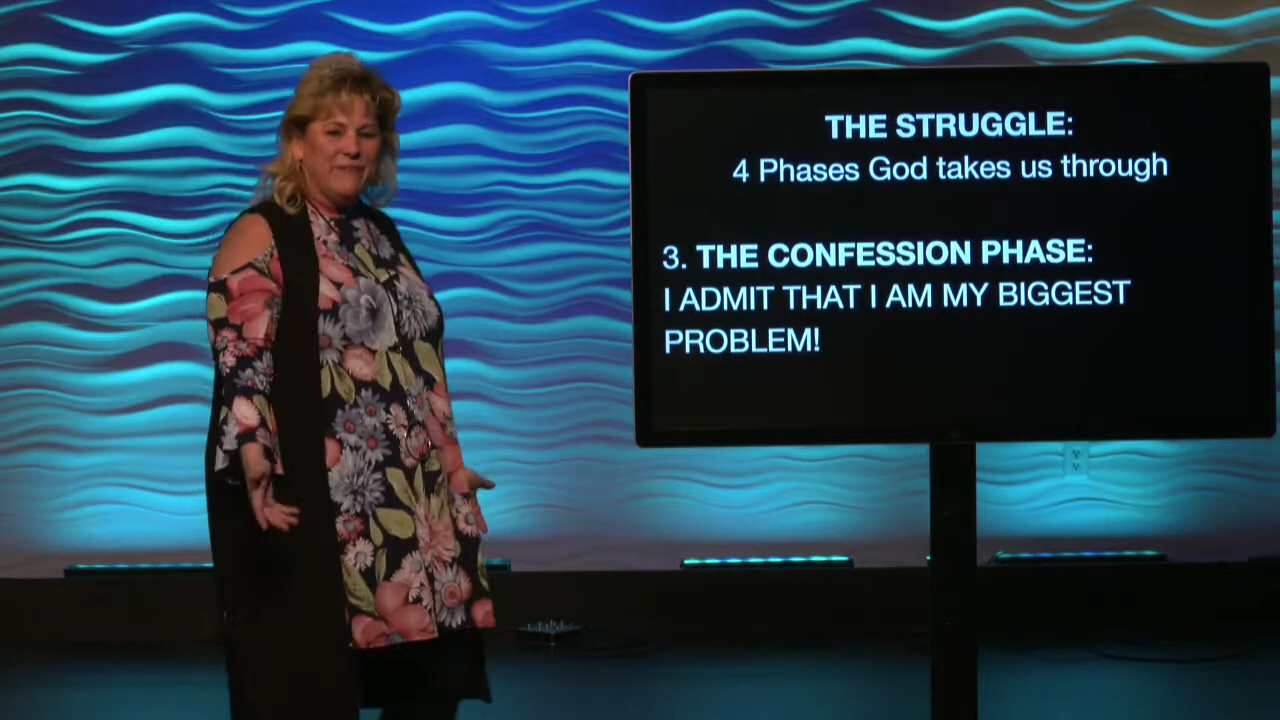 THE STRUGGLE:
4 Phases God takes us through
3. THE CONFESSION PHASE:
I ADMIT THAT I AM MY BIGGEST
PROBLEM!